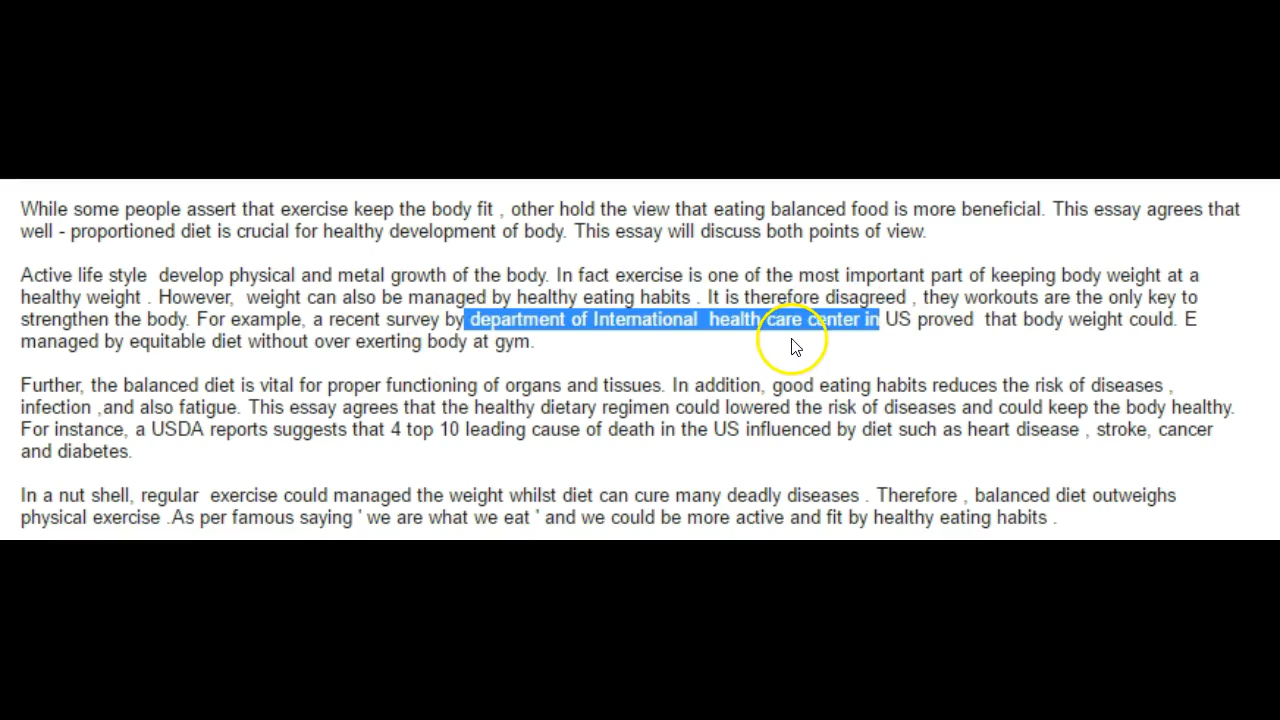 While some people assert that exercise keep the body fit , other hold the view that eating balanced food is more beneficial. This essay agrees that
well - proportioned diet is crucial for healthy development of body. This essay will discuss both points of view.
Active life style  develop physical and metal growth of the body. In fact exercise is one of the most important part of keeping body weight at a
healthy weight . However,  weight can also be managed by healthy eating habits . It is therefore disagreed , they workouts are the only key to
strengthen the body. For example, a recent survey by department of International  health care center in US proved  that body weight could. E
managed by equitable diet without over exerting body at gym.
Further, the balanced diet is vital for proper functioning of organs and tissues. In addition, good eating habits reduces the risk of diseases ,
infection ,and also fatigue. This essay agrees that the healthy dietary regimen could lowered the risk of diseases and could keep the body healthy.
For instance, a USDA reports suggests that 4 top 10 leading cause of death in the US influenced by diet such as heart disease , stroke, cancer
and diabetes.
In a nut shell, regular  exercise could managed the weight whilst diet can cure many deadly diseases . Therefore , balanced diet outweighs
physical exercise .As per famous saying ' we are what we eat ' and we could be more active and fit by healthy eating habits .